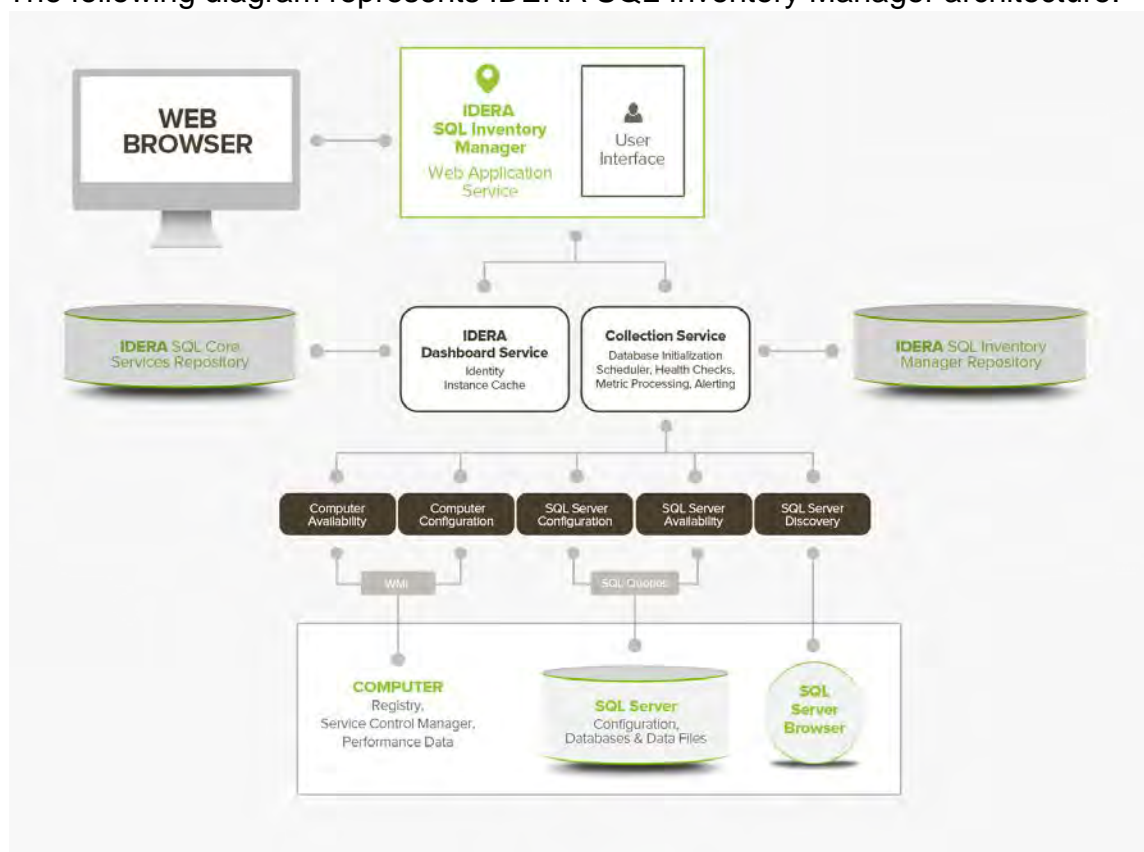 The following diagram represents IDERA SQL Inventory Manager architecture.
WEB
BROWSER
IDERA
SQL Inventory
Manager
Web Application
Service
User
Interface
IDERA SQL Core
Services Repository
IDERA
Dashboard Service
Identity
Instance Cache
Collection Service
Database Initialization
Scheduler, Health Checks,
Metric Processing, Alerting
IDERA SQL Inventory
Manager Repository
Computer
Availability
Computer
Configuration
SQL Server
Configuration
SQL Server
Availability
SQL Server
Discovery
WMI
SQL
COMPUTER
Registry,
Service Control Manager,
Performance Data
SQL Server
Configuration,
Databases & Data Files
SQL
Server
Browser